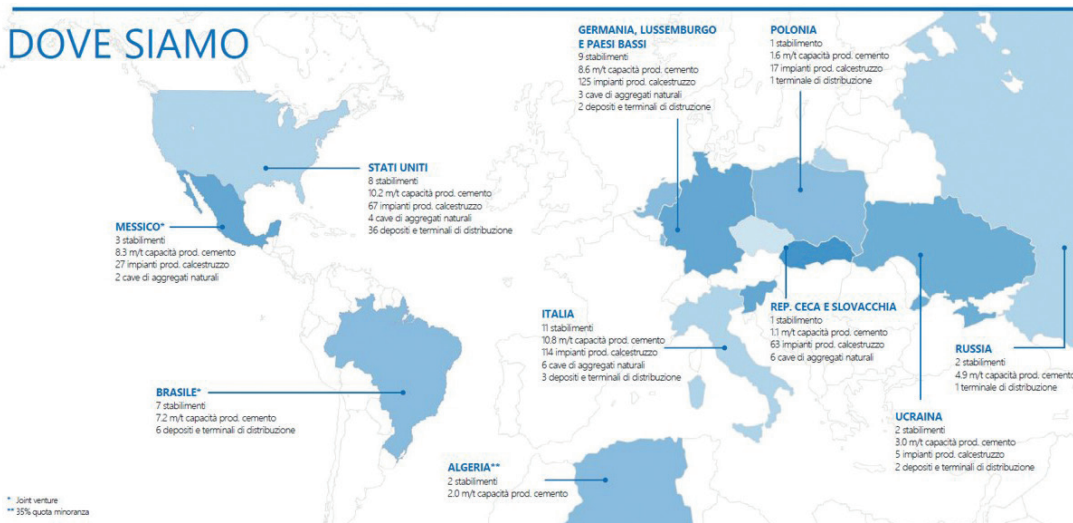 DOVE SIAMO
GERMANIA, LUSSEMBURGO
E PAESI BASSI
9 stabilimenti
8.6 m/t capacità prod. cemento
125 impianti prod. calcestruzzo
3 cave di aggregati naturali
2 depositi e terminali di distruzione
POLONIA
1 stabilimento
1.6 m/t capacità prod. cemento
17 impianti prod. calcestruzzo
1 terminale di distribuzione
STATI UNITI
8 stabilimenti
10.2 m/t capacità prod. cemento
67 impianti prod. calcestruzzo
4 cave di aggregati naturali
36 depositi e terminali di distribuzione
MESSICO*
3 stabilimenti
8.3 m/t capacità prod. cemento
27 impianti prod. calcestruzzo
2 cave di aggregati naturali
ITALIA
11 stabilimenti
10.8 m/t capacità prod. cemento
114 impianti prod. calcestruzzo
6 cave di aggregati naturali
3 depositi e terminali di distribuzione
REP. CECA E SLOVACCHIA
1 stabilimento
1.1 m/t capacità prod. cemento
63 impianti prod. calcestruzzo
6 cave di aggregati naturali
RUSSIA
2 stabilimenti
4.9 m/t capacità prod. cemento
1 terminale di distribuzione
BRASILE*
7 stabilimenti
7.2 m/t capacità prod. cemento
6 depositi e terminali di distribuzione
UCRAINA
2 stabilimenti
3.0 m/t capacità prod. cemento
5 impianti prod. calcestruzzo
2 depositi e terminali di distribuzione
ALGERIA**
2 stabilimenti
2.0 m/t capacità prod. cemento
* Joint venture
** 35% quota minoranza